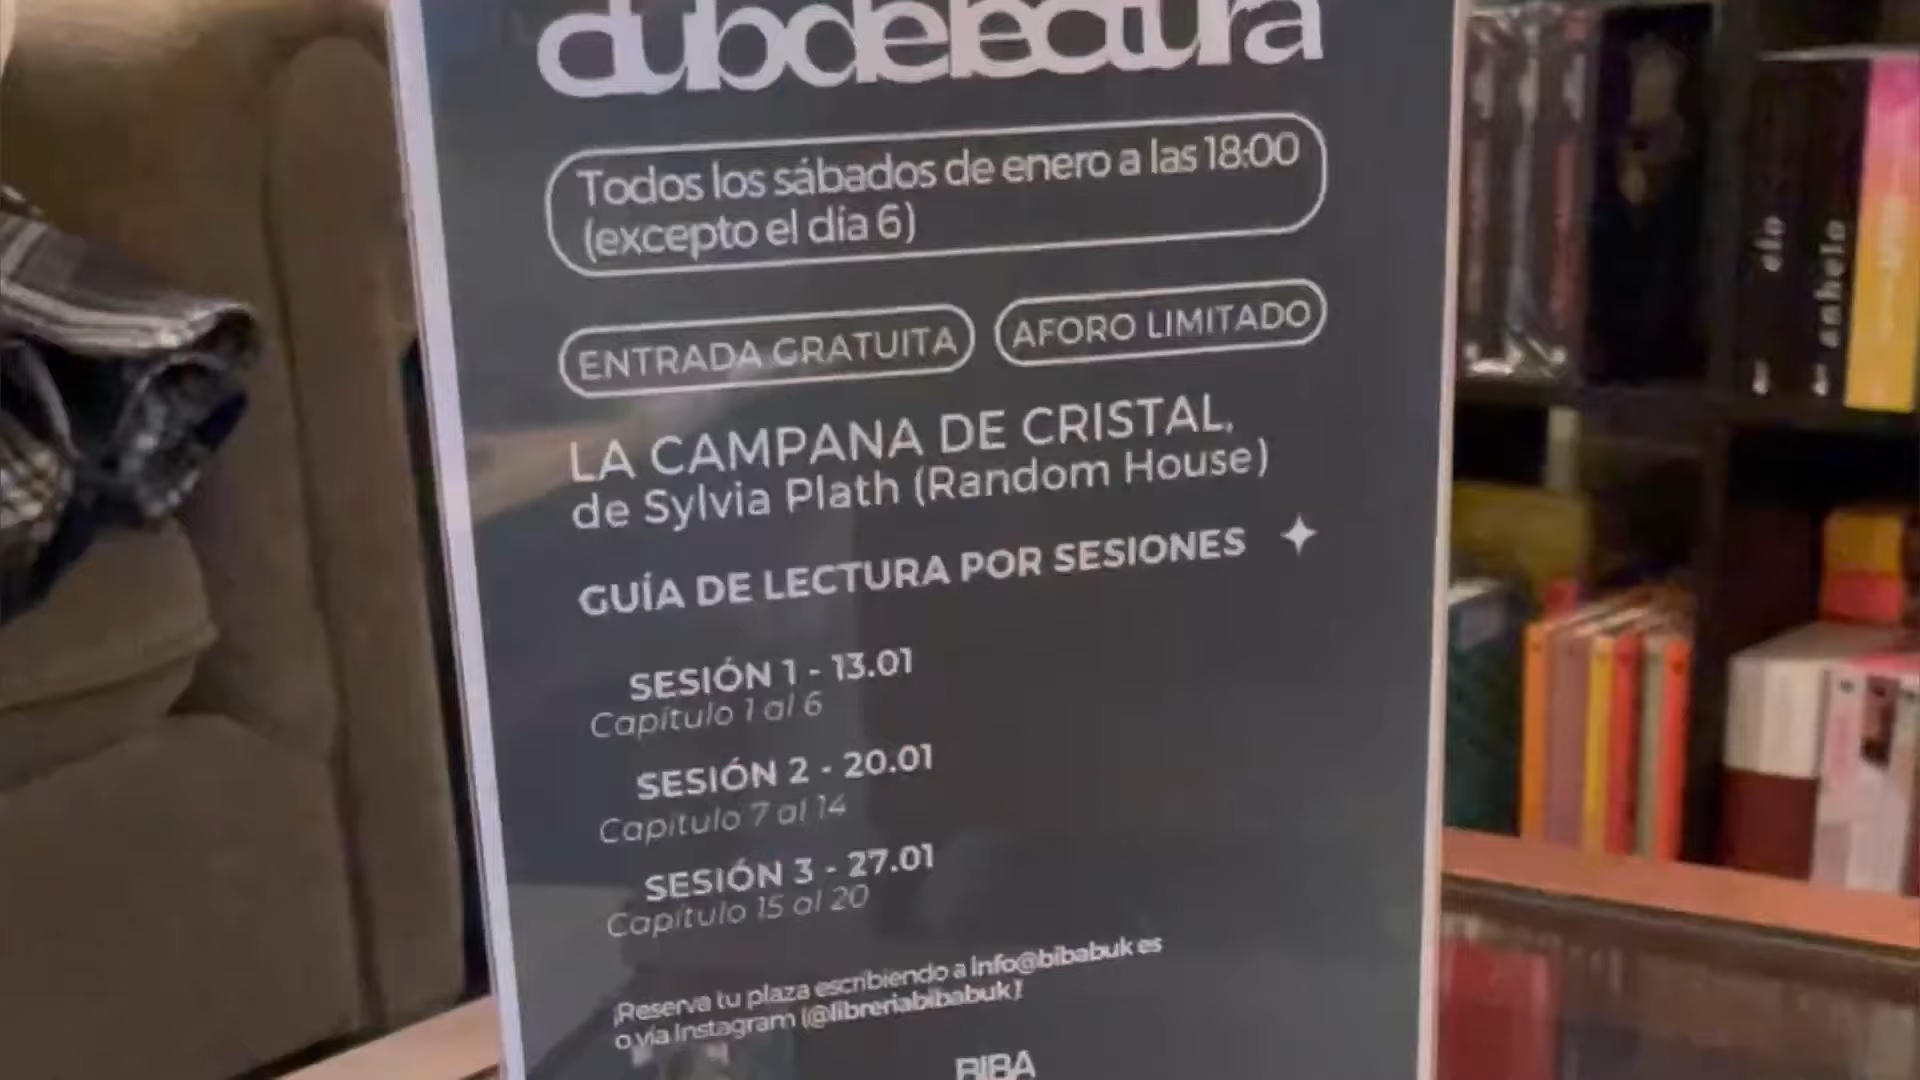 clubdelectura
Todos los sábados de enero a las 18:00
(excepto el día 6)
ENTRADA GRATUITA
AFORO LIMITADO
LA CAMPANA DE CRISTAL,
de Sylvia Plath (Random House)
GUÍA DE LECTURA POR SESIONES
SESIÓN 1 - 13.01
Capítulo 1 al 6
SESIÓN 2 - 20.01
Capítulo 7 al 14
SESIÓN 3 - 27.01
Capítulo 15 al 20
¡Reserva tu plaza escribiendo a info@bibabuk.es
o vía Instagram (@libreriabibabuk)!
BIBA
anhelo